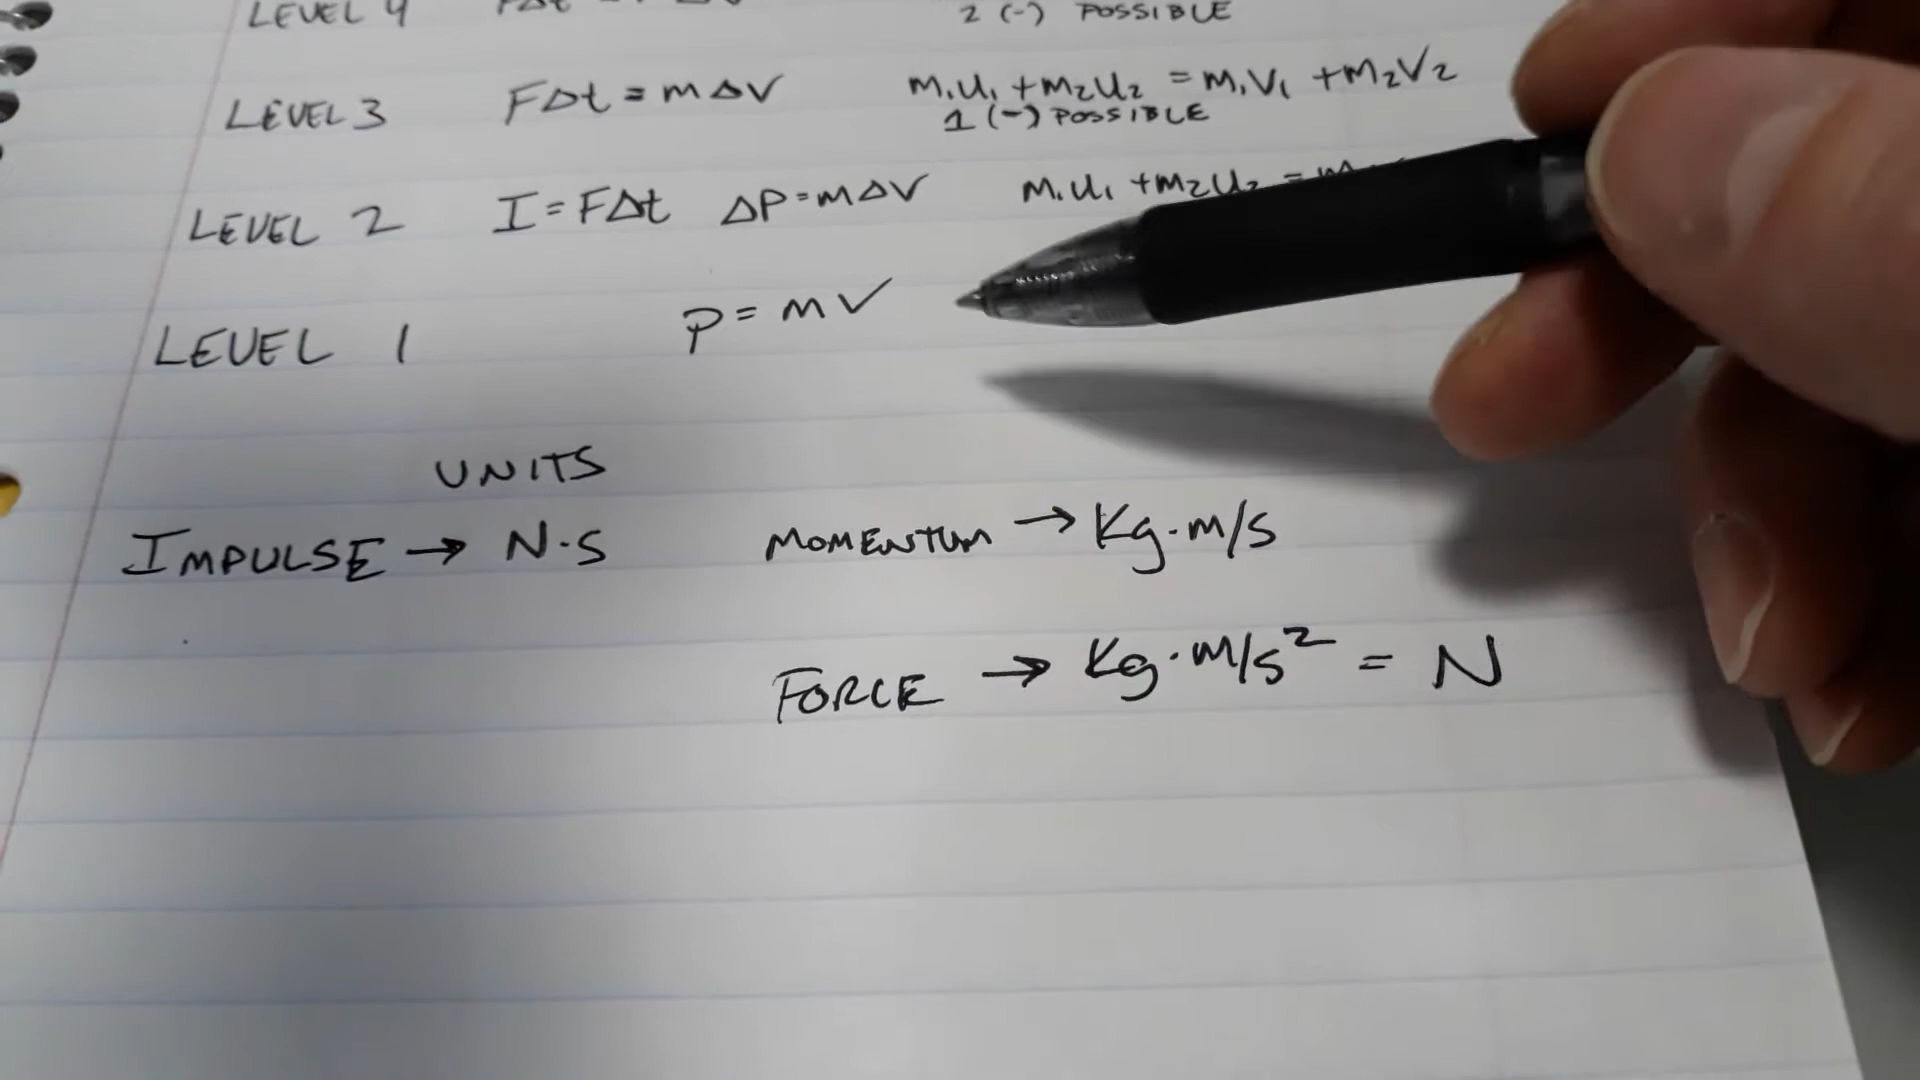 LEVEL 4
2 (-) POSSIBLE
LEVEL 3 FΔt = mΔV m₁u₁ + m₂u₂ = m₁v₁ + m₂v₂
1 (-) POSSIBLE
LEVEL 2 I = FΔt ΔP = mΔV m₁u₁ + m₂u₂ = m
LEVEL 1 P = mv
UNITS
IMPULSE → N·s MOMENTUM → Kg·m/s
FORCE → Kg·m/s² = N